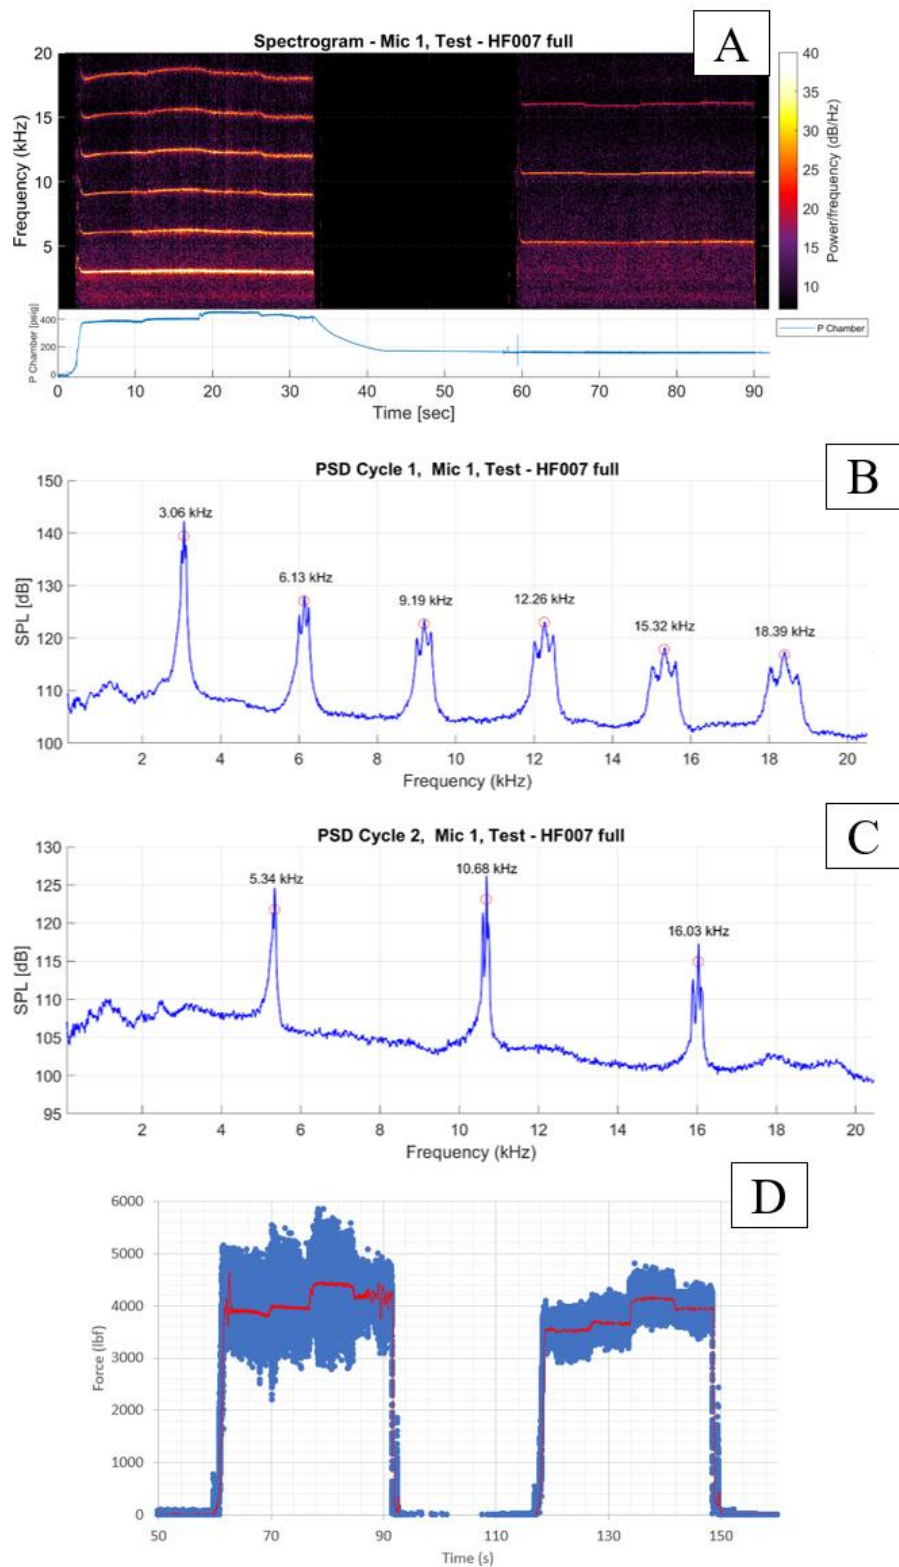 A
Spectrogram - Mic 1, Test - HF007 full
20
15
10
5
Frequency (kHz)
40
35
30
25
20
15
10
Power/frequency (dB/Hz)
400
200
0
P Chamber [psig]
P Chamber
0 10 20 30 40 50 60 70 80 90
Time [sec]
B
PSD Cycle 1, Mic 1, Test - HF007 full
150
140
130
120
110
100
SPL [dB]
3.06 kHz
6.13 kHz
9.19 kHz
12.26 kHz
15.32 kHz
18.39 kHz
2 4 6 8 10 12 14 16 18 20
Frequency (kHz)
C
PSD Cycle 2, Mic 1, Test - HF007 full
130
125
120
115
110
105
100
95
SPL [dB]
5.34 kHz
10.68 kHz
16.03 kHz
2 4 6 8 10 12 14 16 18 20
Frequency (kHz)
D
6000
5000
4000
3000
2000
1000
0
Force (lbf)
50 70 90 110 130 150
Time (s)